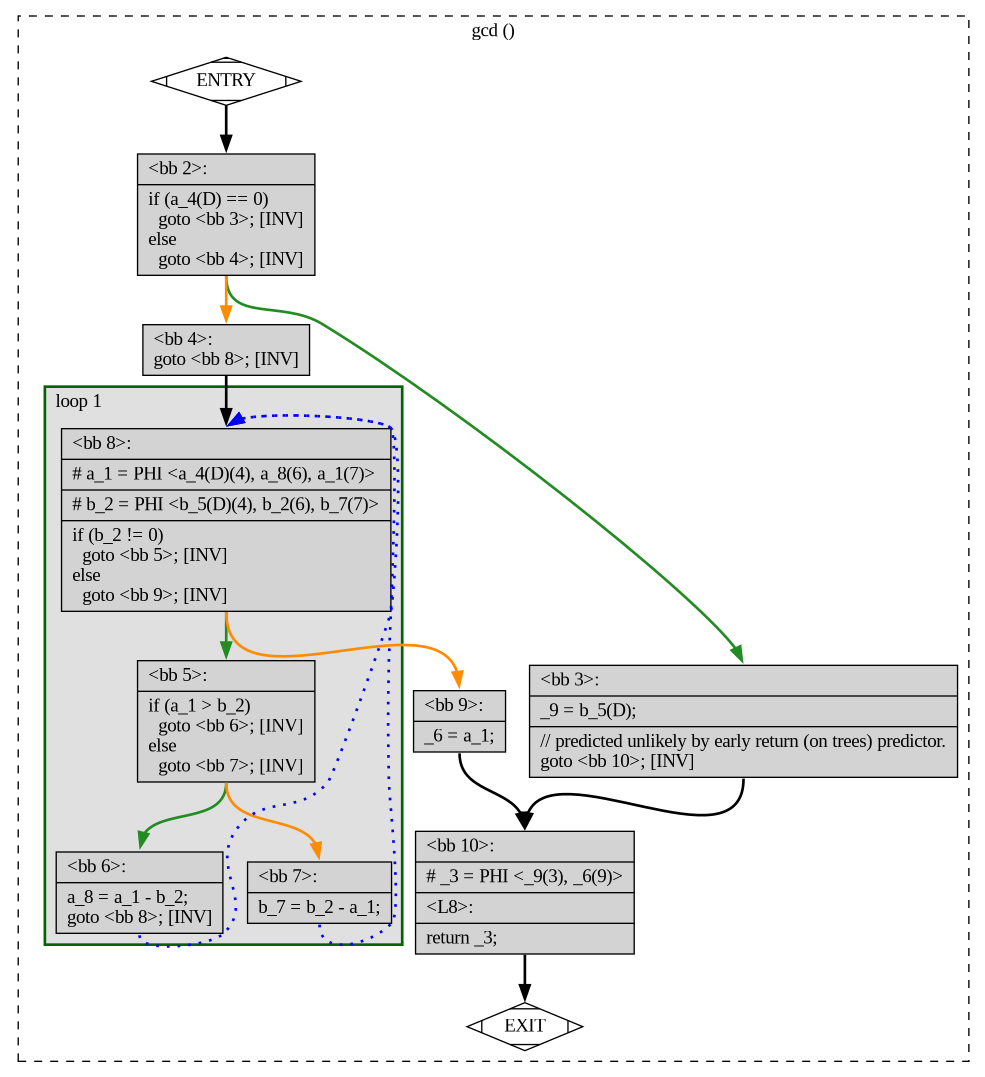 gcd ()
ENTRY
<bb 2>:
if (a_4(D) == 0)
goto <bb 3>; [INV]
else
goto <bb 4>; [INV]
<bb 4>:
goto <bb 8>; [INV]
loop 1
<bb 8>:
# a_1 = PHI <a_4(D)(4), a_8(6), a_1(7)>
# b_2 = PHI <b_5(D)(4), b_2(6), b_7(7)>
if (b_2 != 0)
goto <bb 5>; [INV]
else
goto <bb 9>; [INV]
<bb 5>:
if (a_1 > b_2)
goto <bb 6>; [INV]
else
goto <bb 7>; [INV]
<bb 6>:
a_8 = a_1 - b_2;
goto <bb 8>; [INV]
<bb 7>:
b_7 = b_2 - a_1;
<bb 9>:
_6 = a_1;
<bb 3>:
_9 = b_5(D);
// predicted unlikely by early return (on trees) predictor.
goto <bb 10>; [INV]
<bb 10>:
# _3 = PHI <_9(3), _6(9)>
<L8>:
return _3;
EXIT